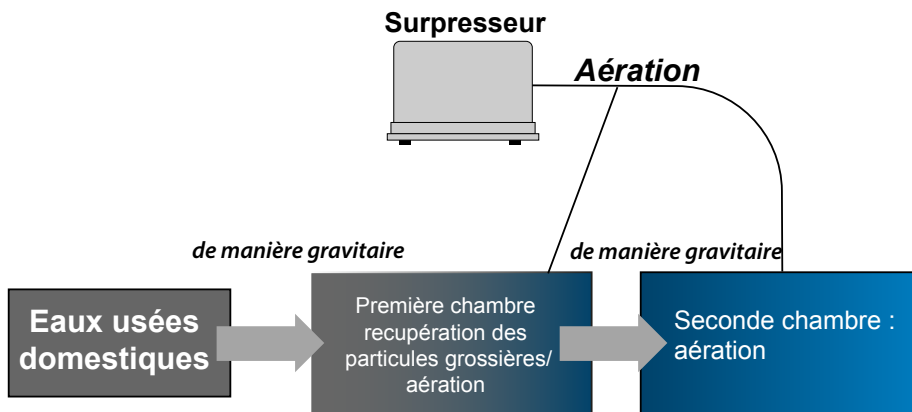 Surpresseur
Aération
de manière gravitaire
de manière gravitaire
Eaux usées
domestiques
Première chambre
recupération des
particules grossières/
aération
Seconde chambre :
aération